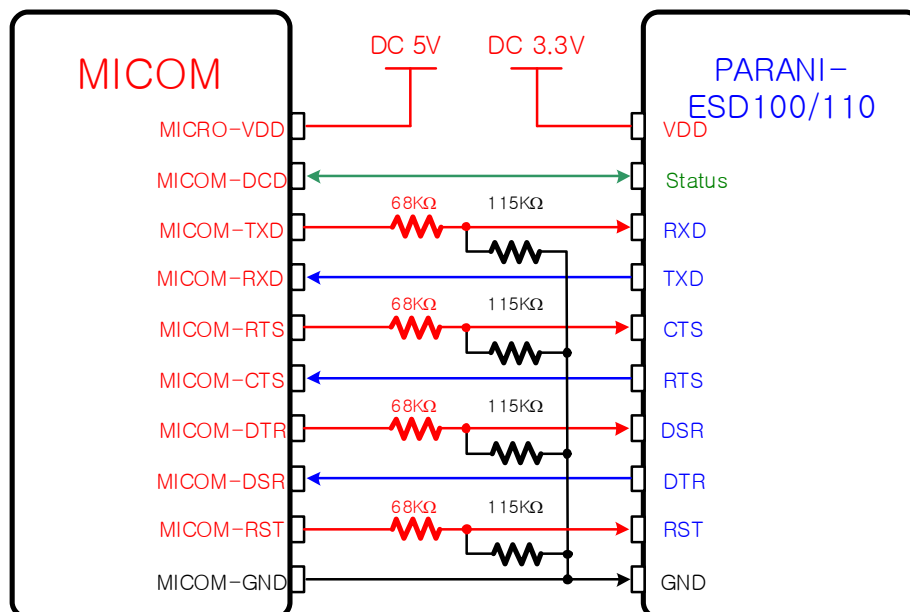 DC 5V DC 3.3V
MICOM
PARANI-
ESD100/110
MICRO-VDD
VDD
MICOM-DCD
Status
68KΩ 115KΩ
MICOM-TXD
RXD
MICOM-RXD
TXD
68KΩ 115KΩ
MICOM-RTS
CTS
MICOM-CTS
RTS
68KΩ 115KΩ
MICOM-DTR
DSR
MICOM-DSR
DTR
68KΩ 115KΩ
MICOM-RST
RST
MICOM-GND
GND